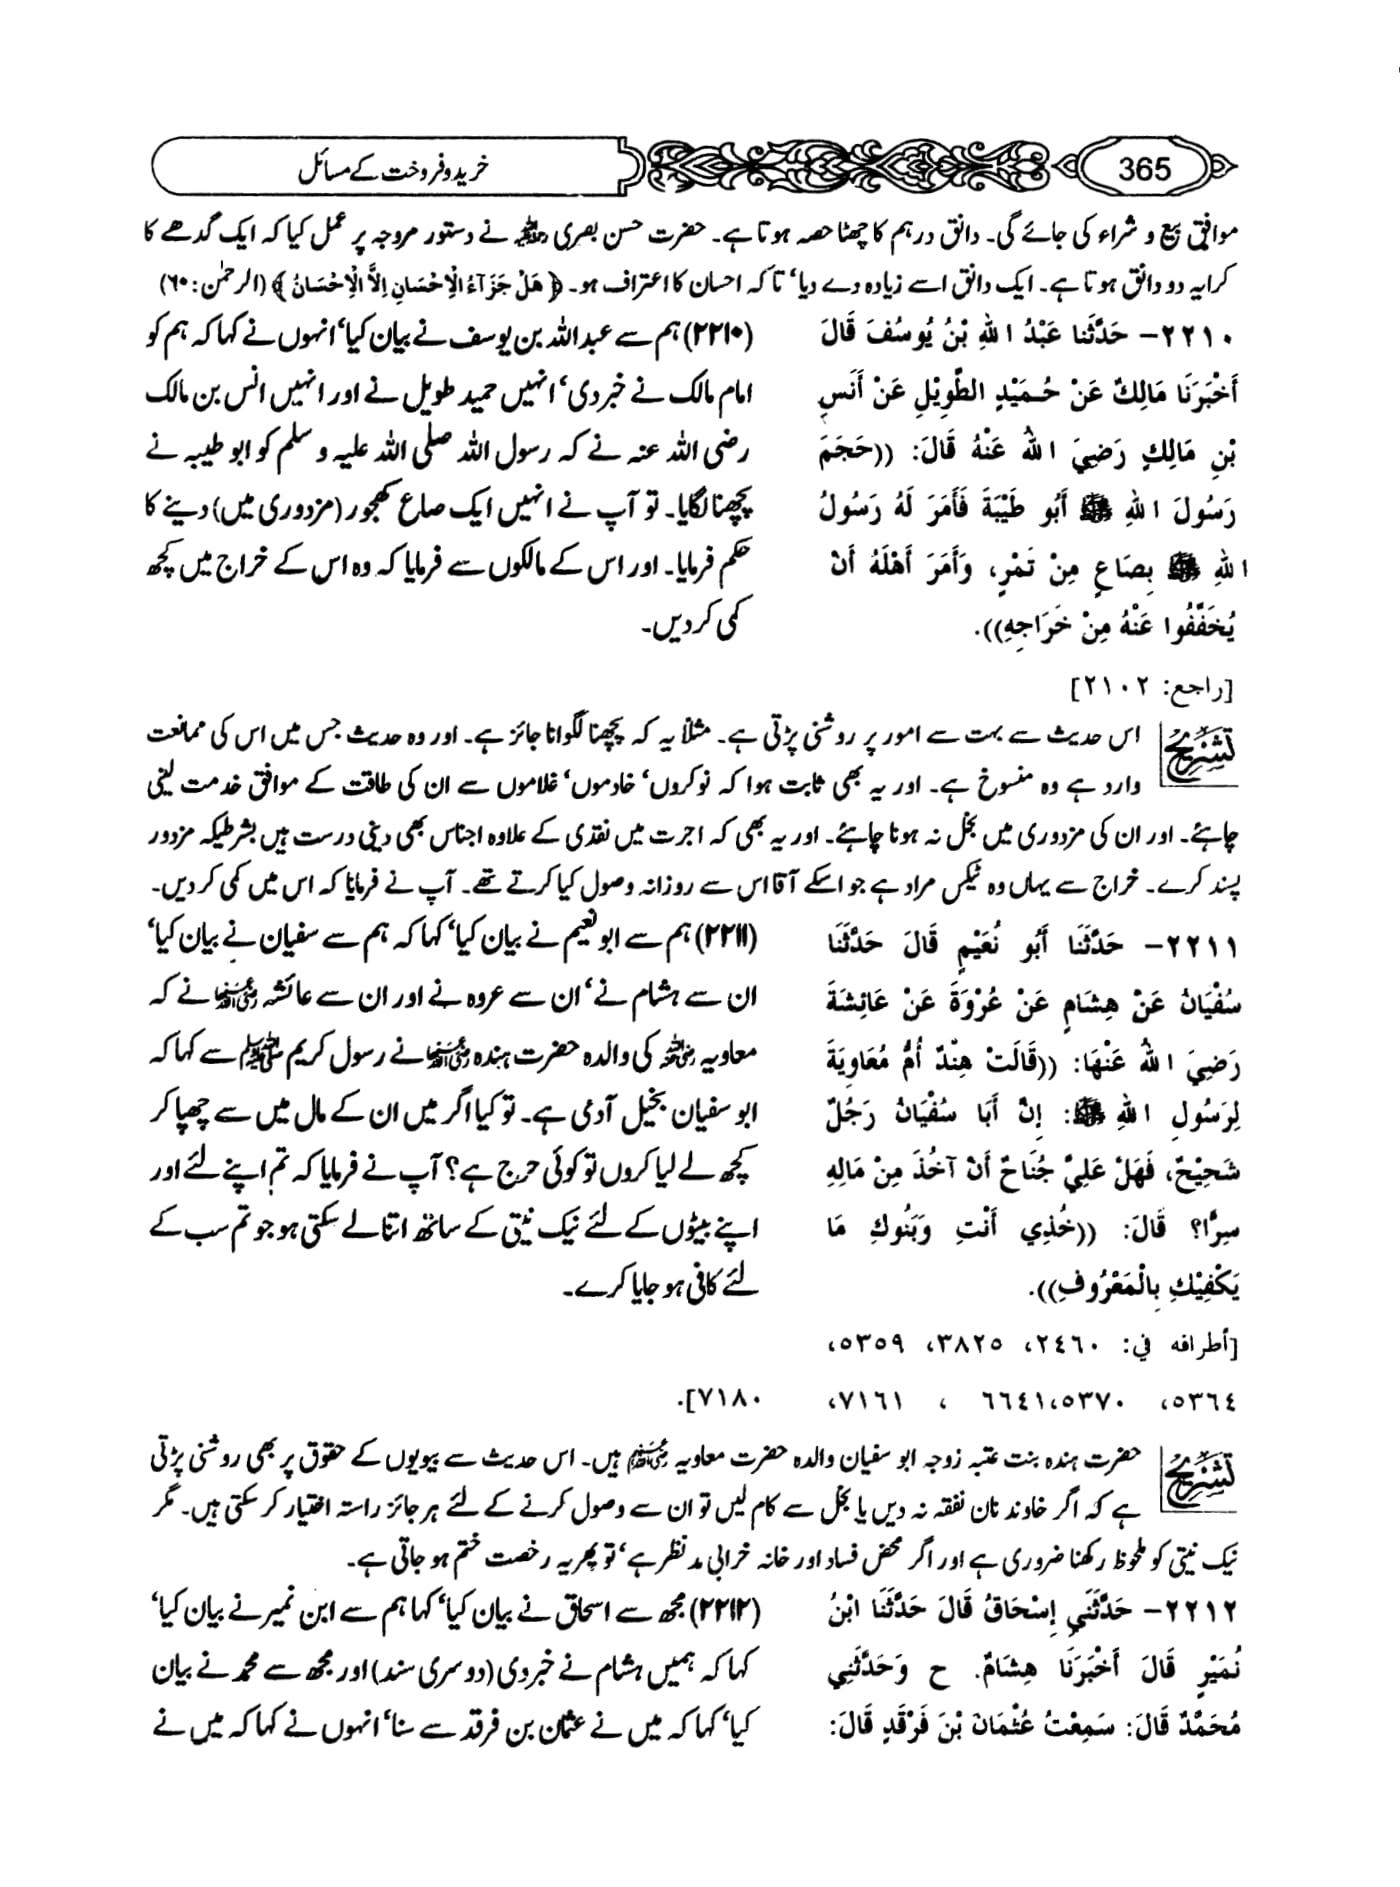 365
خرید و فروخت کے مسائل
موافق بیع و شراء کی جائے گی۔ دانق درہم کا چھٹا حصہ ہوتا ہے۔ حضرت حسن بصری رحمہ اللہ نے دستور مروجہ پر عمل کیا کہ ایک گدھے کا
کرایہ دو دانق ہوتا ہے۔ ایک دانق اسے زیادہ دے دیا‘ تاکہ احسان کا اعتراف ہو۔ ﴿ هَلْ جَزَآءُ الْاِحْسَانِ اِلاَّ الْاِحْسَانُ ﴾ (الرحمٰن : ٦٠)
٢٢١٠- حَدَّثَنا عَبْدُ اللهِ بْنُ يُوسُفَ قَالَ
أَخْبَرَنَا مَالِكٌ عَنْ حُمَيْدٍ الطَّوِيْلِ عَنْ أَنَسِ
بْنِ مَالِكٍ رَضِيَ اللهُ عَنْهُ قَالَ: ((حَجَمَ
رَسُولَ اللهِ ﷺ أَبُو طَيْبَةَ فَأَمَرَ لَهُ رَسُولُ
اللهِ ﷺ بِصَاعٍ مِنْ تَمْرٍ، وَأَمَرَ أَهْلَهُ أَنْ
يُخَفِّفُوا عَنْهُ مِنْ خَرَاجِهِ)).
[راجع: ٢١٠٢]
(۲۲۱۰) ہم سے عبداللہ بن یوسف نے بیان کیا‘ انہوں نے کہا کہ ہم کو
امام مالک نے خبر دی‘ انہیں حمید طویل نے اور انہیں انس بن مالک
رضی اللہ عنہ نے کہ رسول اللہ صلی اللہ علیہ و سلم کو ابو طیبہ نے
پچھنا لگایا۔ تو آپ نے انہیں ایک صاع کھجور (مزدوری میں) دینے کا
حکم فرمایا۔ اور اس کے مالکوں سے فرمایا کہ وہ اس کے خراج میں کچھ
کمی کر دیں۔
تشریح اس حدیث سے بہت سے امور پر روشنی پڑتی ہے۔ مثلاً یہ کہ پچھنا لگوانا جائز ہے۔ اور وہ حدیث جس میں اس کی ممانعت
وارد ہے وہ منسوخ ہے۔ اور یہ بھی ثابت ہوا کہ نوکروں‘ خادموں‘ غلاموں سے ان کی طاقت کے موافق خدمت لینی
چاہئے۔ اور ان کی مزدوری میں بخل نہ ہونا چاہئے۔ اور یہ بھی کہ اجرت میں نقدی کے علاوہ اجناس بھی دینی درست ہیں بشرطیکہ مزدور
پسند کرے۔ خراج سے یہاں وہ ٹیکس مراد ہے جو اسکے آقا اس سے روزانہ وصول کیا کرتے تھے۔ آپ نے فرمایا کہ اس میں کمی کر دیں۔
٢٢١١- حَدَّثَنَا أَبُو نُعَيْمٍ قَالَ حَدَّثَنَا
سُفْيَانُ عَنْ هِشَامٍ عَنْ عُرْوَةَ عَنْ عَائِشَةَ
رَضِيَ اللهُ عَنْهَا: ((قَالَتْ هِنْدٌ أُمُّ مُعَاوِيَةَ
لِرَسُولِ اللهِ ﷺ: إِنَّ أَبَا سُفْيَانَ رَجُلٌ
شَحِيْحٌ، فَهَلْ عَلَيَّ جُنَاحٌ أَنْ آخُذَ مِنْ مَالِهِ
سِرًّا؟ قَالَ: ((خُذِي أَنْتِ وَبَنُوكِ مَا
يَكْفِيْكِ بِالْمَعْرُوفِ)).
[أطرافه في: ٢٤٦٠، ٣٨٢٥، ٥٣٥٩،
٥٣٦٤، ٥٣٧٠،٦٦٤١ ، ٧١٦١، ٧١٨٠].
(۲۲۱۱) ہم سے ابو نعیم نے بیان کیا‘ کہا کہ ہم سے سفیان نے بیان کیا‘
ان سے ہشام نے‘ ان سے عروہ نے اور ان سے عائشہ رضی اللہ عنہا نے کہ
معاویہ رضی اللہ عنہ کی والدہ حضرت ہندہ رضی اللہ عنہا نے رسول کریم ﷺ سے کہا کہ
ابو سفیان بخیل آدمی ہے۔ تو کیا اگر میں ان کے مال میں سے چھپا کر
کچھ لے لیا کروں تو کوئی حرج ہے؟ آپ نے فرمایا کہ تم اپنے لئے اور
اپنے بیٹوں کے لئے نیک نیتی کے ساتھ اتنا لے سکتی ہو جو تم سب کے
لئے کافی ہو جایا کرے۔
تشریح حضرت ہندہ بنت عتبہ زوجہ ابو سفیان والدہ حضرت معاویہ رضی اللہ عنہم ہیں۔ اس حدیث سے بیویوں کے حقوق پر بھی روشنی پڑتی
ہے کہ اگر خاوند نان نفقہ نہ دیں یا بخل سے کام لیں تو ان سے وصول کرنے کے لئے ہر جائز راستہ اختیار کر سکتی ہیں۔ مگر
نیک نیتی کو ملحوظ رکھنا ضروری ہے اور اگر محض فساد اور خانہ خرابی مد نظر ہے‘ تو پھر یہ رخصت ختم ہو جاتی ہے۔
٢٢١٢- حَدَّثَنِي إِسْحَاقُ قَالَ حَدَّثَنَا ابْنُ
نُمَيْرٍ قَالَ أَخْبَرَنَا هِشَامٌ. ح وَحَدَّثَنِي
مُحَمَّدٌ قَالَ: سَمِعْتُ عُثْمَانَ بْنَ فَرْقَدٍ قَالَ:
(۲۲۱۲) مجھ سے اسحاق نے بیان کیا‘ کہا ہم سے ابن نمیر نے بیان کیا‘
کہا کہ ہمیں ہشام نے خبر دی (دوسری سند) اور مجھ سے محمد نے بیان
کیا‘ کہا کہ میں نے عثمان بن فرقد سے سنا‘ انہوں نے کہا کہ میں نے